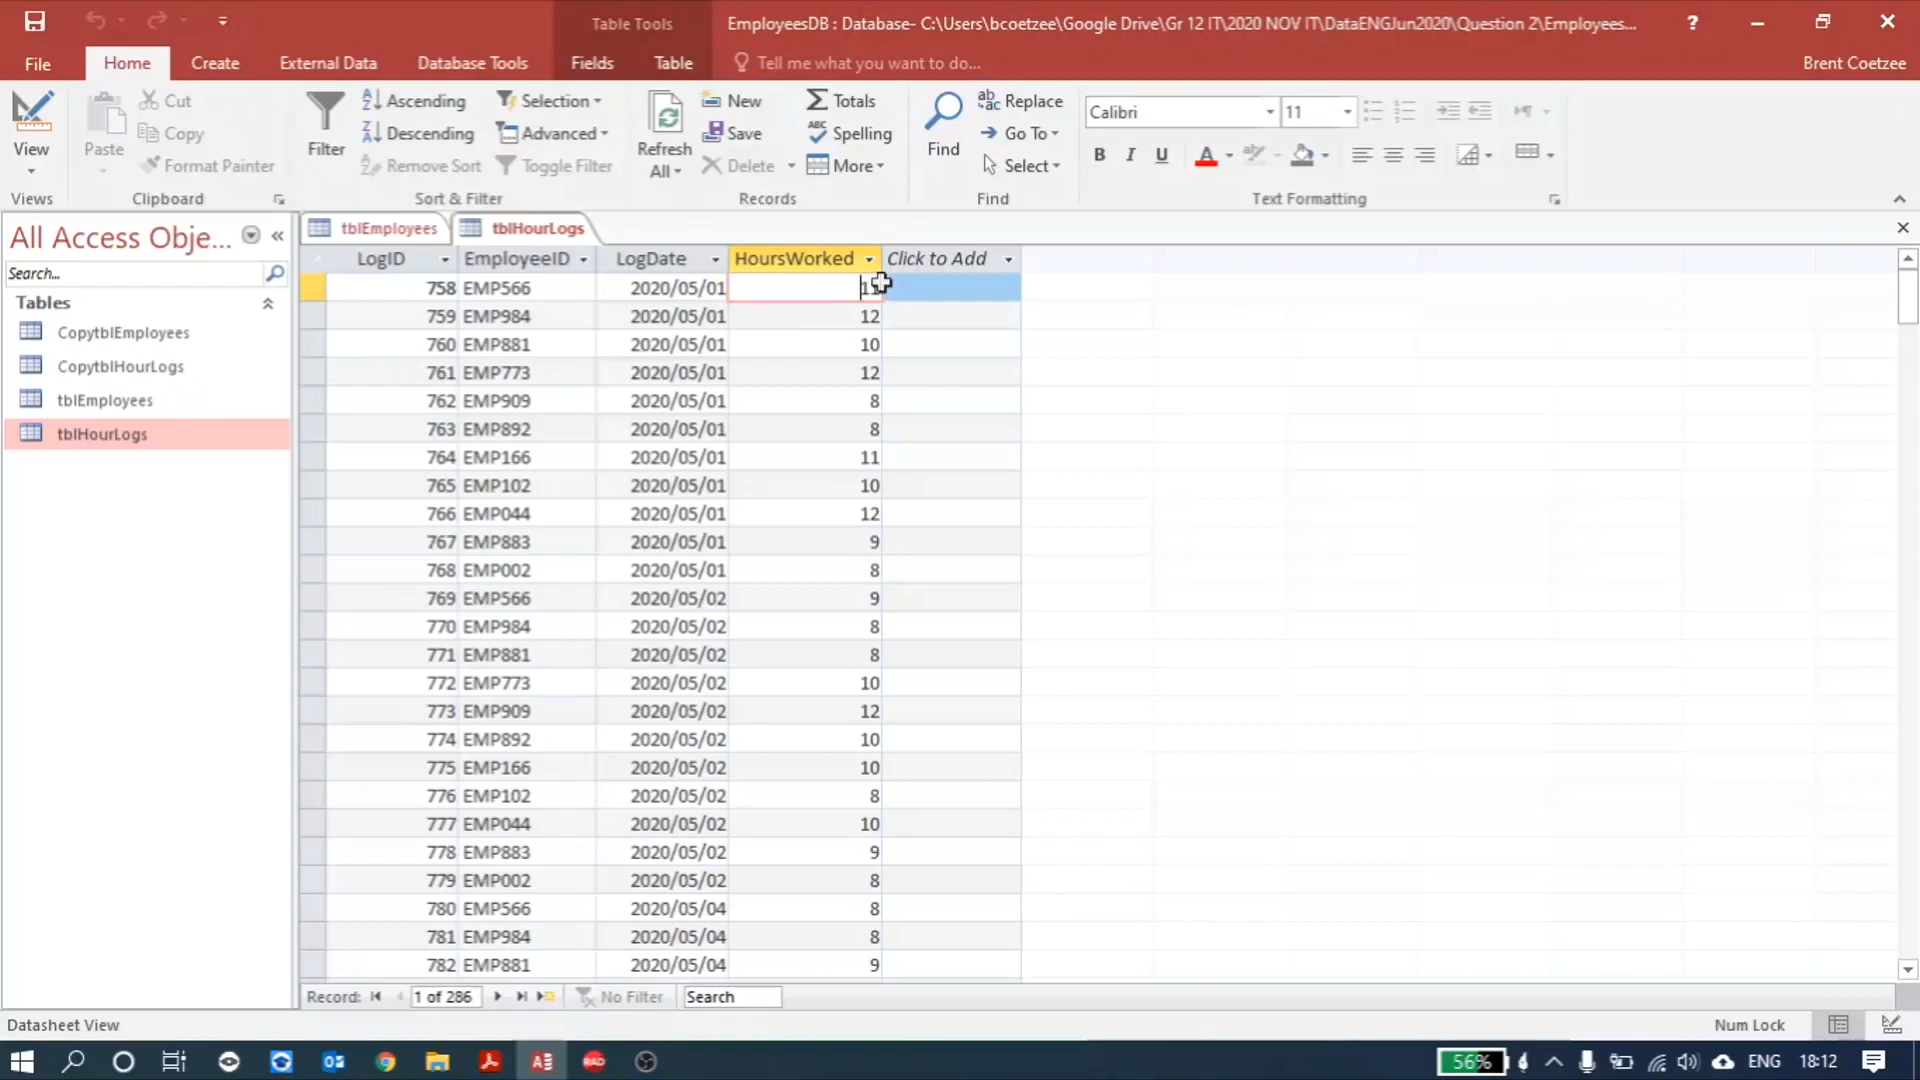 Table Tools
EmployeesDB : Database- C:\Users\bcoetzee\Google Drive\Gr 12 IT\2020 NOV IT\DataENGJun2020\Question 2\Employees...
?
File Home Create External Data Database Tools Fields Table Tell me what you want to do... Brent Coetzee
View
Views
Paste
Cut
Copy
Format Painter
Clipboard
Filter
Ascending
Descending
Remove Sort
Selection
Advanced
Toggle Filter
Sort & Filter
Refresh
All
New
Save
Delete
Totals
Spelling
More
Records
Find
Replace
Go To
Select
Find
Calibri 11
B I U A
Text Formatting
All Access Obje...
Search...
Tables
CopytblEmployees
CopytblHourLogs
tblEmployees
tblHourLogs
tblEmployees tblHourLogs
LogID EmployeeID LogDate HoursWorked Click to Add
758 EMP566 2020/05/01 11
759 EMP984 2020/05/01 12
760 EMP881 2020/05/01 10
761 EMP773 2020/05/01 12
762 EMP909 2020/05/01 8
763 EMP892 2020/05/01 8
764 EMP166 2020/05/01 11
765 EMP102 2020/05/01 10
766 EMP044 2020/05/01 12
767 EMP883 2020/05/01 9
768 EMP002 2020/05/01 8
769 EMP566 2020/05/02 9
770 EMP984 2020/05/02 8
771 EMP881 2020/05/02 8
772 EMP773 2020/05/02 10
773 EMP909 2020/05/02 12
774 EMP892 2020/05/02 10
775 EMP166 2020/05/02 10
776 EMP102 2020/05/02 8
777 EMP044 2020/05/02 10
778 EMP883 2020/05/02 9
779 EMP002 2020/05/02 8
780 EMP566 2020/05/04 8
781 EMP984 2020/05/04 8
782 EMP881 2020/05/04 9
Record: 1 of 286 No Filter Search
Datasheet View Num Lock
56% ENG 18:12